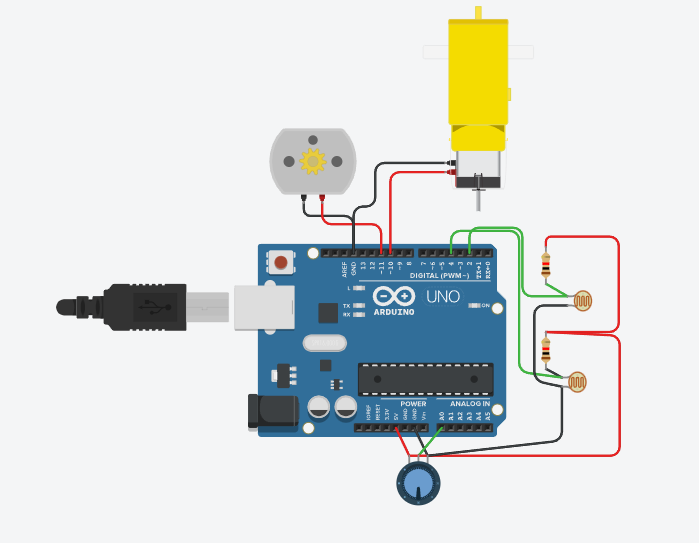 AREF
GND
13
12
~11
~10
~9
8
7
~6
~5
4
~3
2
TX→1
RX←0
DIGITAL (PWM~)
L
TX
RX
ARDUINO
UNO
ON
POWER
ANALOG IN
IOREF
RESET
3.3V
5V
GND
GND
Vin
A0
A1
A2
A3
A4
A5